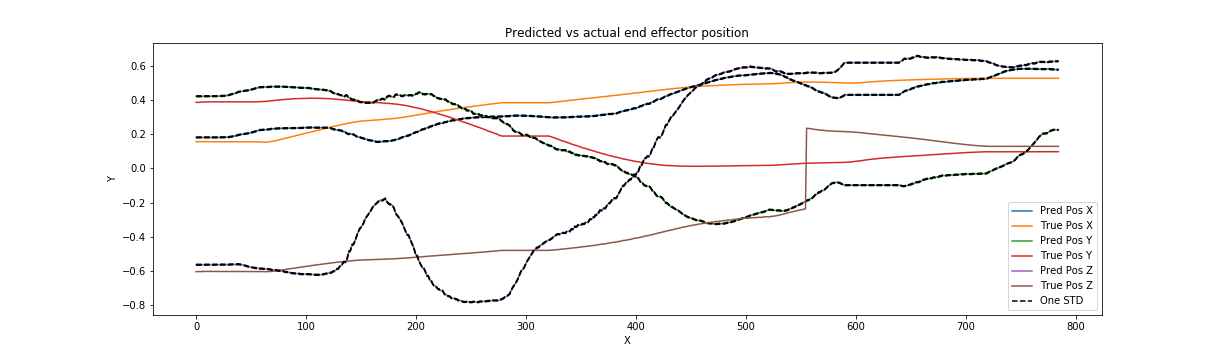 Predicted vs actual end effector position
Y
0.6
0.4
0.2
0.0
−0.2
−0.4
−0.6
−0.8
0 100 200 300 400 500 600 700 800
X
Pred Pos X
True Pos X
Pred Pos Y
True Pos Y
Pred Pos Z
True Pos Z
One STD